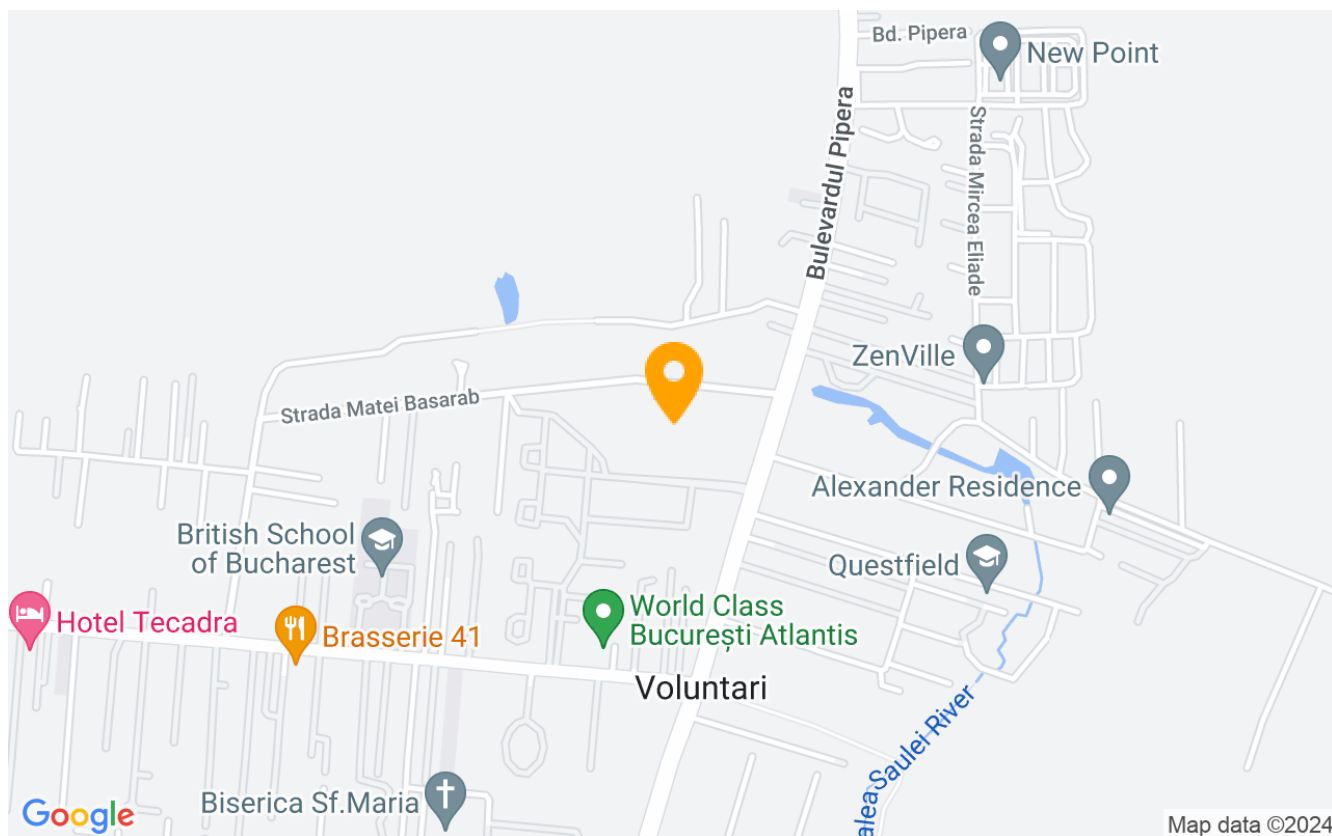 Bd. Pipera
New Point
Bulevardul Pipera
Strada Mircea Eliade
ZenVille
Strada Matei Basarab
Alexander Residence
British School
of Bucharest
Questfield
Hotel Tecadra
Brasserie 41
World Class
București Atlantis
Voluntari
alea Saulei River
Biserica Sf.Maria
Google
Map data ©2024